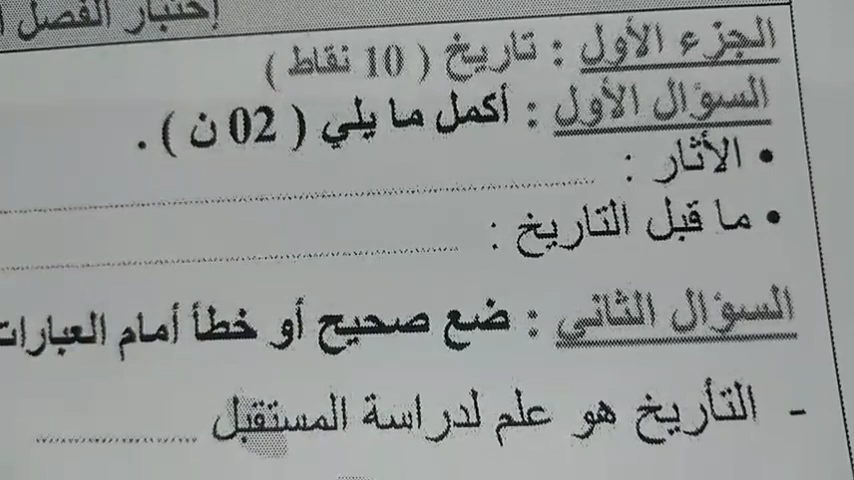 إختبار الفصل
الجزء الأول : تاريخ ( 10 نقاط )
السؤال الأول : أكمل ما يلي ( 02 ن ) .
• الأثار : ........................................
• ما قبل التاريخ : ........................................
السؤال الثاني : ضع صحيح أو خطأ أمام العبارات
- التأريخ هو علم لدراسة المستقبل ....................